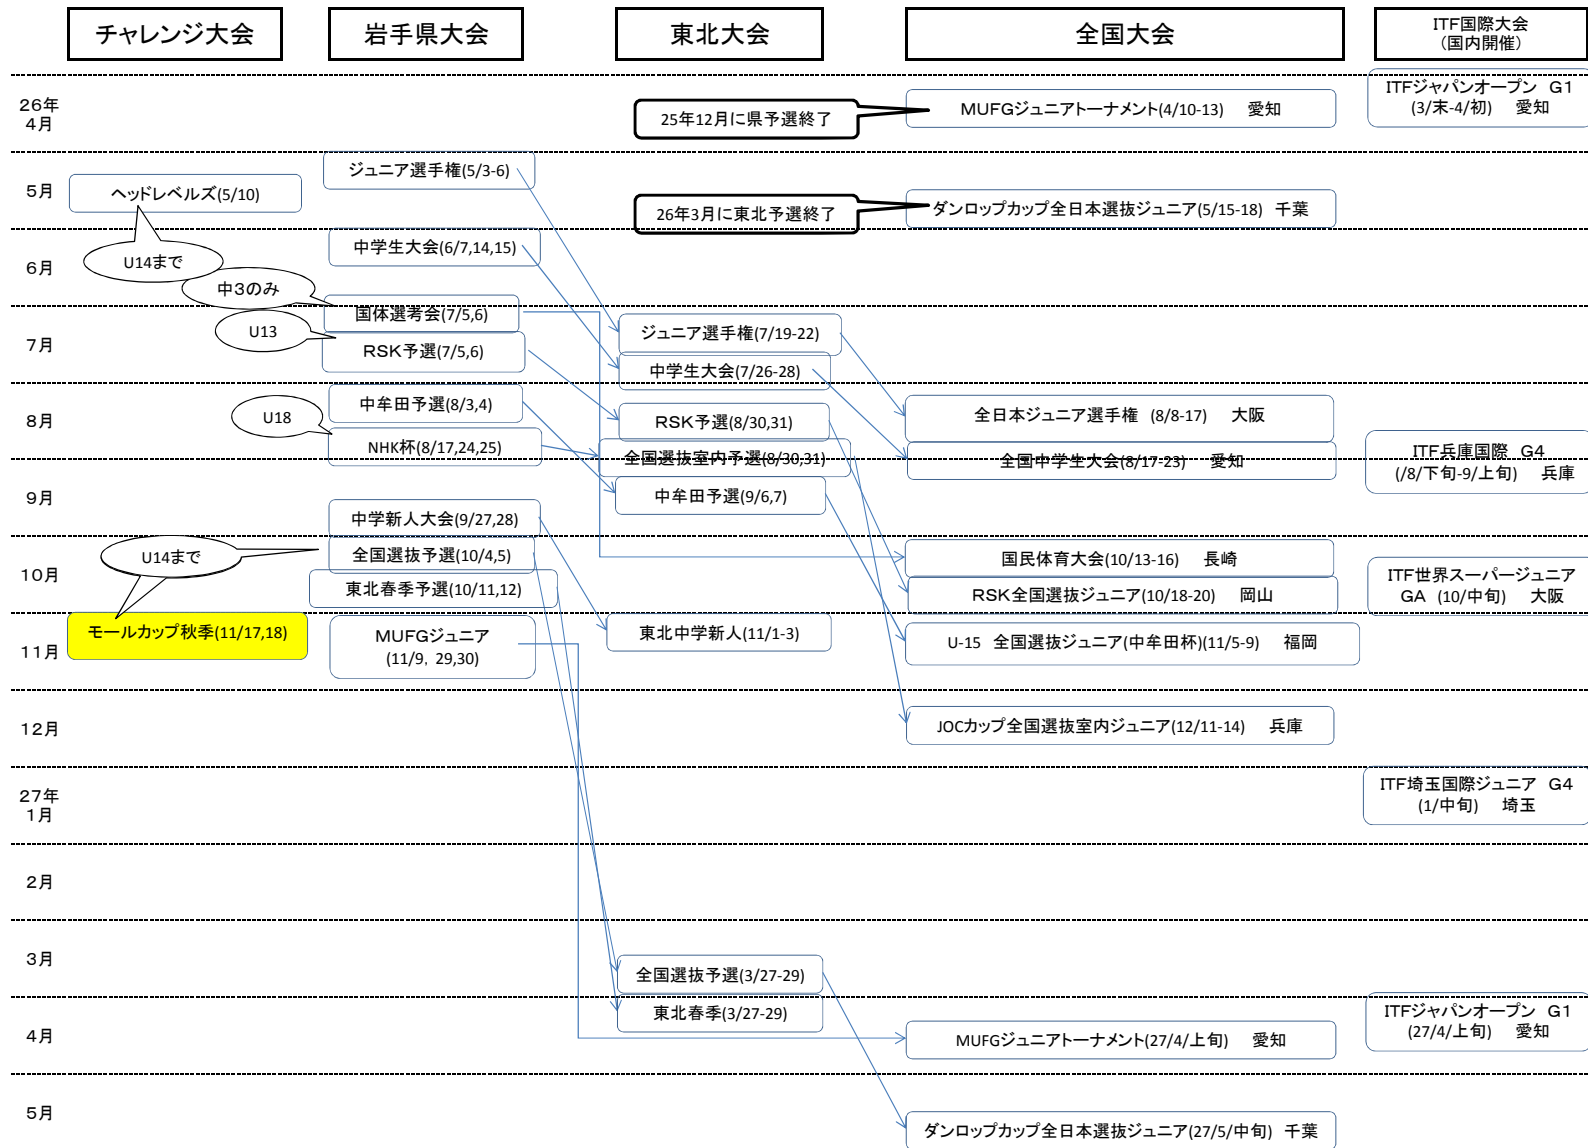 チャレンジ大会
岩手県大会
東北大会
全国大会
ITF国際大会
（国内開催）
26年
4月
25年12月に県予選終了
MUFGジュニアトーナメント(4/10-13)　愛知
ITFジャパンオープン　G1
(3/末-4/初)　愛知
5月
ヘッドレベルズ(5/10)
ジュニア選手権(5/3-6)
26年3月に東北予選終了
ダンロップカップ全日本選抜ジュニア(5/15-18)　千葉
6月
U14まで
中学生大会(6/7,14,15)
中3のみ
国体選考会(7/5,6)
7月
U13
RSK予選(7/5,6)
ジュニア選手権(7/19-22)
中学生大会(7/26-28)
8月
U18
中牟田予選(8/3,4)
NHK杯(8/17,24,25)
RSK予選(8/30,31)
全国選抜室内予選(8/30,31)
全日本ジュニア選手権 (8/8-17)　大阪
全国中学生大会(8/17-23)　愛知
ITF兵庫国際　G4
(/8/下旬-9/上旬)　兵庫
9月
中牟田予選(9/6,7)
中学新人大会(9/27,28)
10月
U14まで
全国選抜予選(10/4,5)
東北春季予選(10/11,12)
国民体育大会(10/13-16)　長崎
RSK全国選抜ジュニア(10/18-20)　岡山
ITF世界スーパージュニア
GA (10/中旬)　大阪
11月
モールカップ秋季(11/17,18)
MUFGジュニア
(11/9, 29,30)
東北中学新人(11/1-3)
U-15 全国選抜ジュニア(中牟田杯)(11/5-9)　福岡
12月
JOCカップ全国選抜室内ジュニア(12/11-14)　兵庫
27年
1月
ITF埼玉国際ジュニア　G4
(1/中旬)　埼玉
2月
3月
全国選抜予選(3/27-29)
4月
東北春季(3/27-29)
MUFGジュニアトーナメント(27/4/上旬)　愛知
ITFジャパンオープン　G1
(27/4/上旬)　愛知
5月
ダンロップカップ全日本選抜ジュニア(27/5/中旬)　千葉